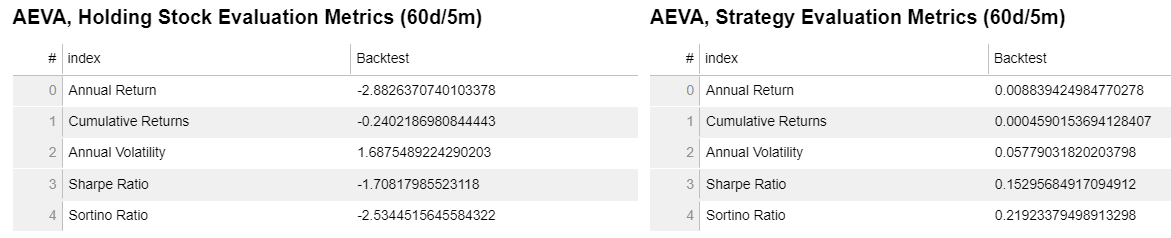 AEVA, Holding Stock Evaluation Metrics (60d/5m)
# index Backtest
0 Annual Return -2.8826370740103378
1 Cumulative Returns -0.2402186980844443
2 Annual Volatility 1.6875489224290203
3 Sharpe Ratio -1.70817985523118
4 Sortino Ratio -2.5344515645584322
AEVA, Strategy Evaluation Metrics (60d/5m)
# index Backtest
0 Annual Return 0.008839424984770278
1 Cumulative Returns 0.0004590153694128407
2 Annual Volatility 0.05779031820203798
3 Sharpe Ratio 0.15295684917094912
4 Sortino Ratio 0.21923379498913298